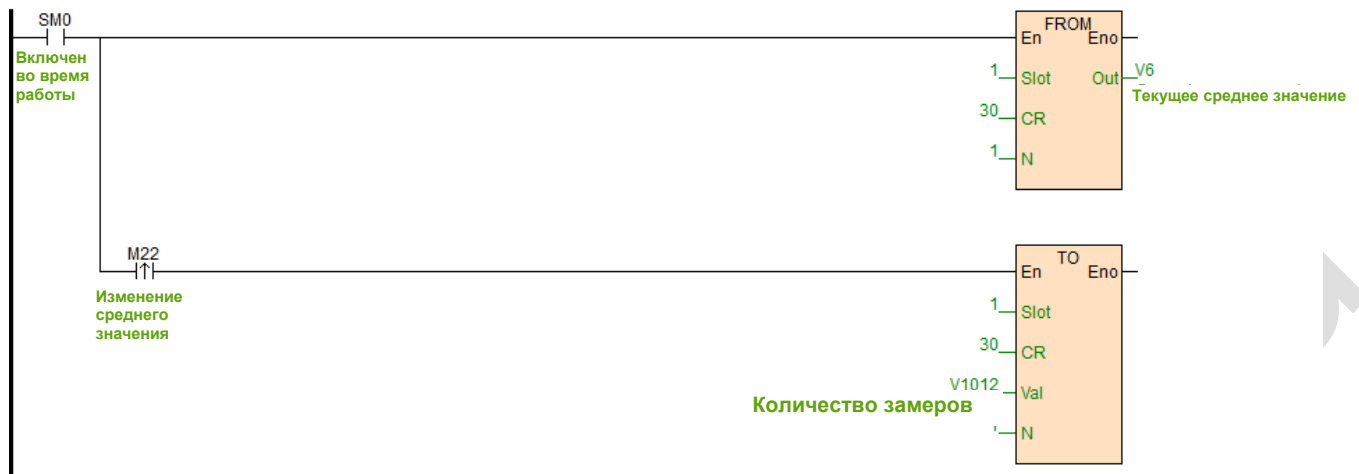 SM0
Включен
во время
работы
FROM
En Eno
1 Slot Out V6
Текущее среднее значение
30 CR
1 N
M22
Изменение
среднего
значения
TO
En Eno
1 Slot
30 CR
V1012 Val
Количество замеров
' N